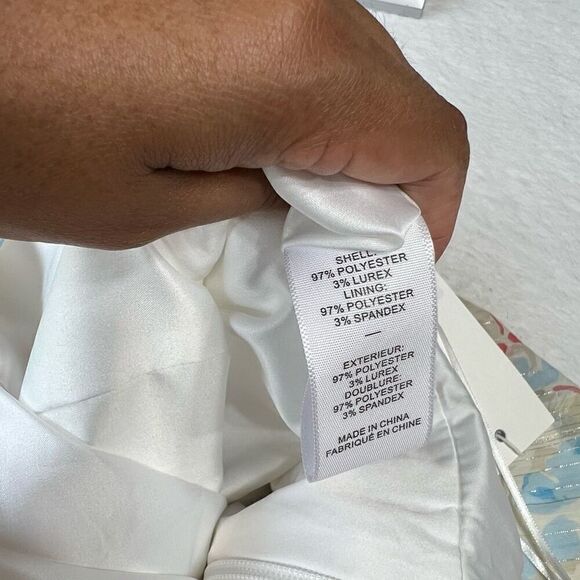 SHELL:
97% POLYESTER
3% LUREX
LINING:
97% POLYESTER
3% SPANDEX
—
EXTERIEUR:
97% POLYESTER
3% LUREX
DOUBLURE:
97% POLYESTER
3% SPANDEX
MADE IN CHINA
FABRIQUÉ EN CHINE